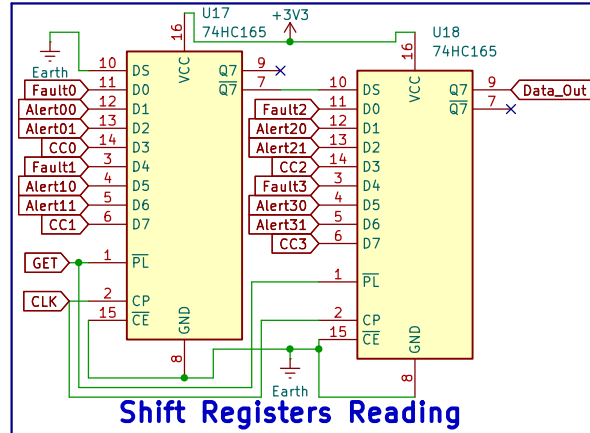 U17
74HC165
+3V3
U18
74HC165
16
VCC
10
DS
Q7
9
Earth
Fault0
11
D0
Q7
7
Alert00
12
D1
Alert01
13
D2
CC0
14
D3
Fault1
3
D4
Alert10
4
D5
Alert11
5
D6
CC1
6
D7
GET
1
PL
CLK
2
CP
15
CE
GND
8
16
VCC
10
DS
Q7
9
Data_Out
Fault2
11
D0
Q7
7
Alert20
12
D1
Alert21
13
D2
CC2
14
D3
Fault3
3
D4
Alert30
4
D5
Alert31
5
D6
CC3
6
D7
1
PL
2
CP
15
CE
GND
8
Earth
Shift Registers Reading